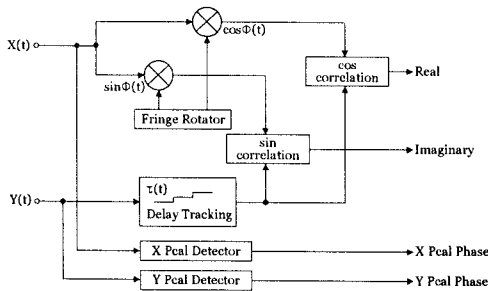 X(t)
cosΦ(t)
sinΦ(t)
cos
correlation
Real
Fringe Rotator
sin
correlation
Imaginary
τ(t)
Y(t)
Delay Tracking
X Pcal Detector
X Pcal Phase
Y Pcal Detector
Y Pcal Phase